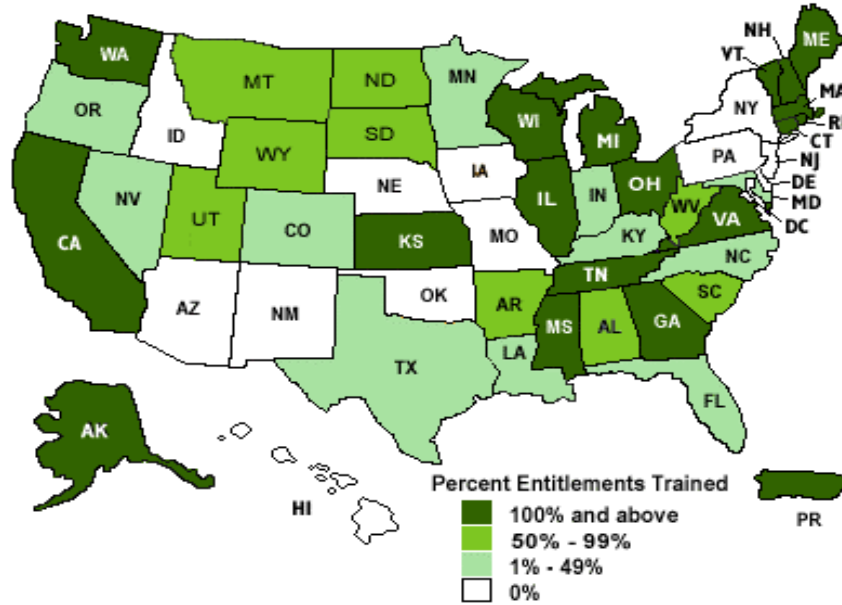 WA
MT
ND
MN
OR
ID
WY
SD
WI
MI
NH
VT
ME
MA
RI
CT
NY
NJ
PA
DE
MD
DC
NV
UT
CO
NE
IA
IL
IN
OH
WV
VA
CA
KS
MO
KY
NC
AZ
NM
OK
AR
TN
SC
MS
AL
GA
TX
LA
FL
AK
HI
PR
Percent Entitlements Trained
100% and above
50% - 99%
1% - 49%
0%